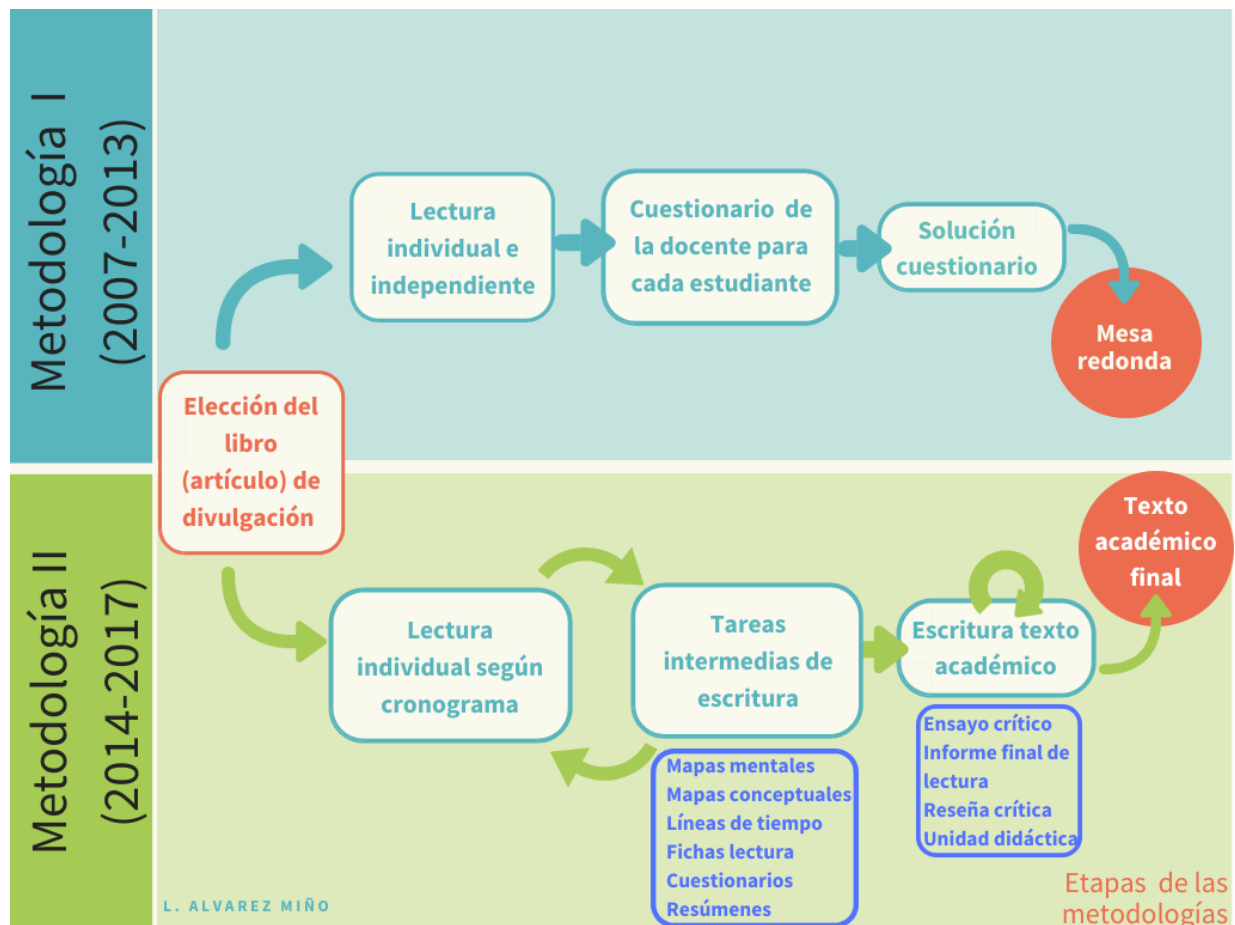 Metodología I
(2007-2013)
Lectura
individual e
independiente
Cuestionario de
la docente para
cada estudiante
Solución
cuestionario
Mesa
redonda
Elección del
libro
(artículo) de
divulgación
Metodología II
(2014-2017)
Lectura
individual según
cronograma
Tareas
intermedias de
escritura
Mapas mentales
Mapas conceptuales
Líneas de tiempo
Fichas lectura
Cuestionarios
Resúmenes
Escritura texto
académico
Ensayo crítico
Informe final de
lectura
Reseña crítica
Unidad didáctica
Texto
académico
final
L. ALVAREZ MIÑO
Etapas de las
metodologías